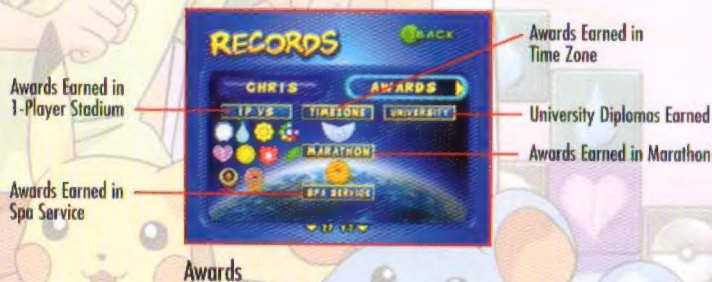 RECORDS
BACK
CHRIS
AWARDS
1P VS
TIMEZONE
UNIVERSITY
MARATHON
SPA SERVICE
Awards Earned in
1-Player Stadium
Awards Earned in
Spa Service
Awards Earned in
Time Zone
University Diplomas Earned
Awards Earned in Marathon
Awards